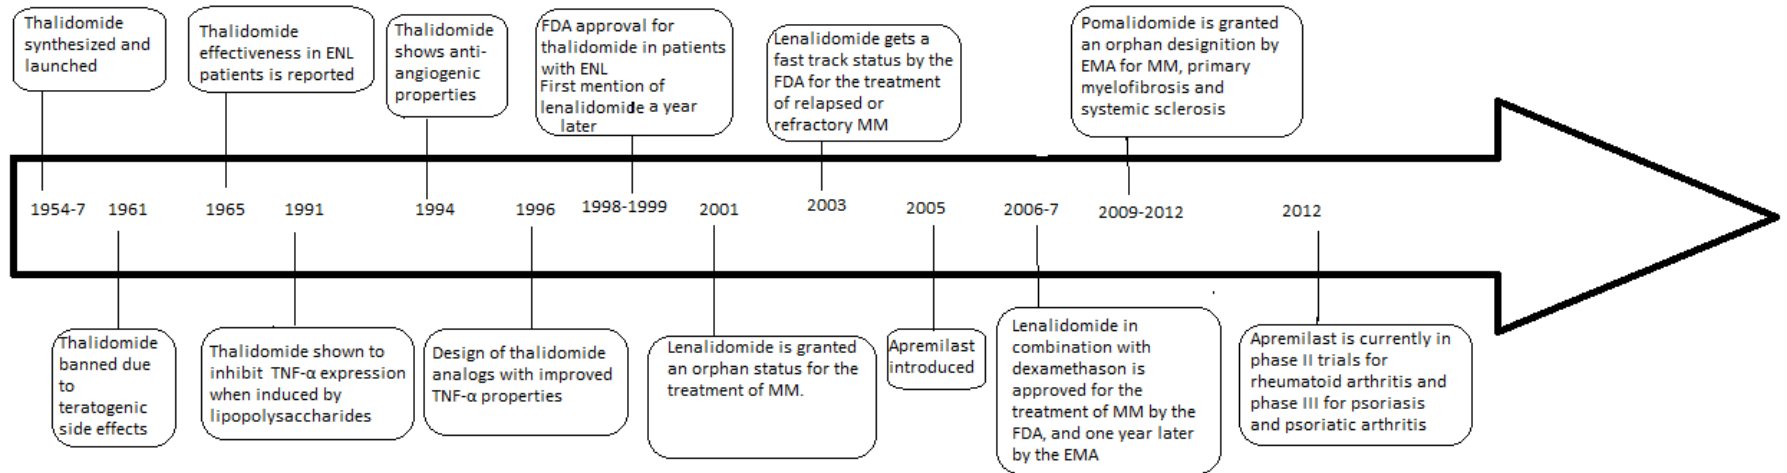 Thalidomide
synthesized and
launched
Thalidomide
effectiveness in ENL
patients is reported
Thalidomide
shows anti-
angiogenic
properties
FDA approval for
thalidomide in patients
with ENL
First mention of
lenalidomide a year
later
Lenalidomide gets a
fast track status by the
FDA for the treatment
of relapsed or
refractory MM
Pomalidomide is granted
an orphan designition by
EMA for MM, primary
myelofibrosis and
systemic sclerosis
1954-7 1961 1965 1991 1994 1996 1998-1999 2001 2003 2005 2006-7 2009-2012 2012
Thalidomide
banned due
to
teratogenic
side effects
Thalidomide shown to
inhibit TNF-α expression
when induced by
lipopolysaccharides
Design of thalidomide
analogs with improved
TNF-α properties
Lenalidomide is granted
an orphan status for the
treatment of MM.
Apremilast
introduced
Lenalidomide in
combination with
dexamethason is
approved for the
treatment of MM by the
FDA, and one year later
by the EMA
Apremilast is currently in
phase II trials for
rheumatoid arthritis and
phase III for psoriasis
and psoriatic arthritis